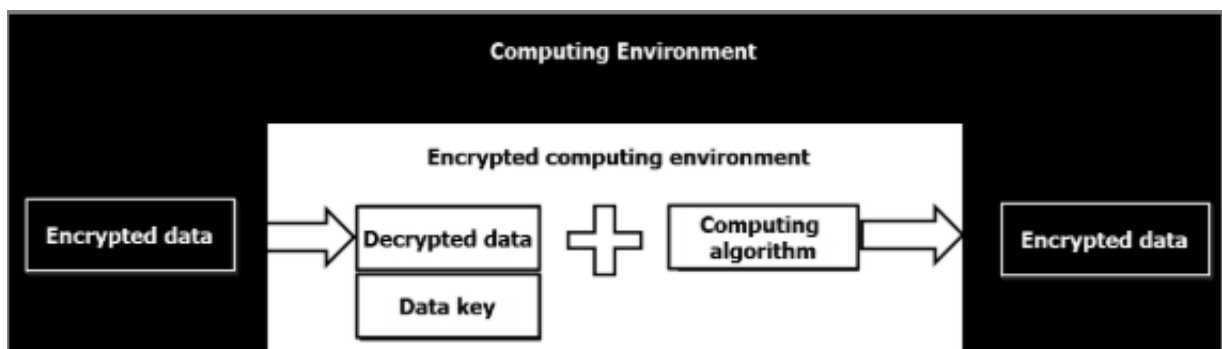 Computing Environment
Encrypted computing environment
Encrypted data
Decrypted data
Data key
Computing
algorithm
Encrypted data